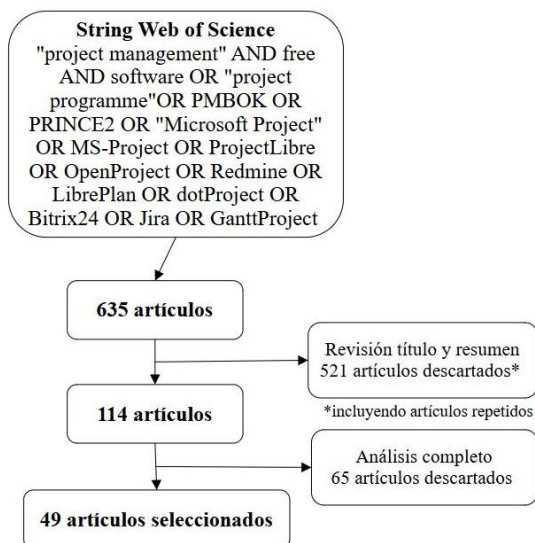 String Web of Science
"project management" AND free
AND software OR "project
programme"OR PMBOK OR
PRINCE2 OR "Microsoft Project"
OR MS-Project OR ProjectLibre
OR OpenProject OR Redmine OR
LibrePlan OR dotProject OR
Bitrix24 OR Jira OR GanttProject
635 artículos
Revisión título y resumen
521 artículos descartados*
*incluyendo artículos repetidos
114 artículos
Análisis completo
65 artículos descartados
49 artículos seleccionados